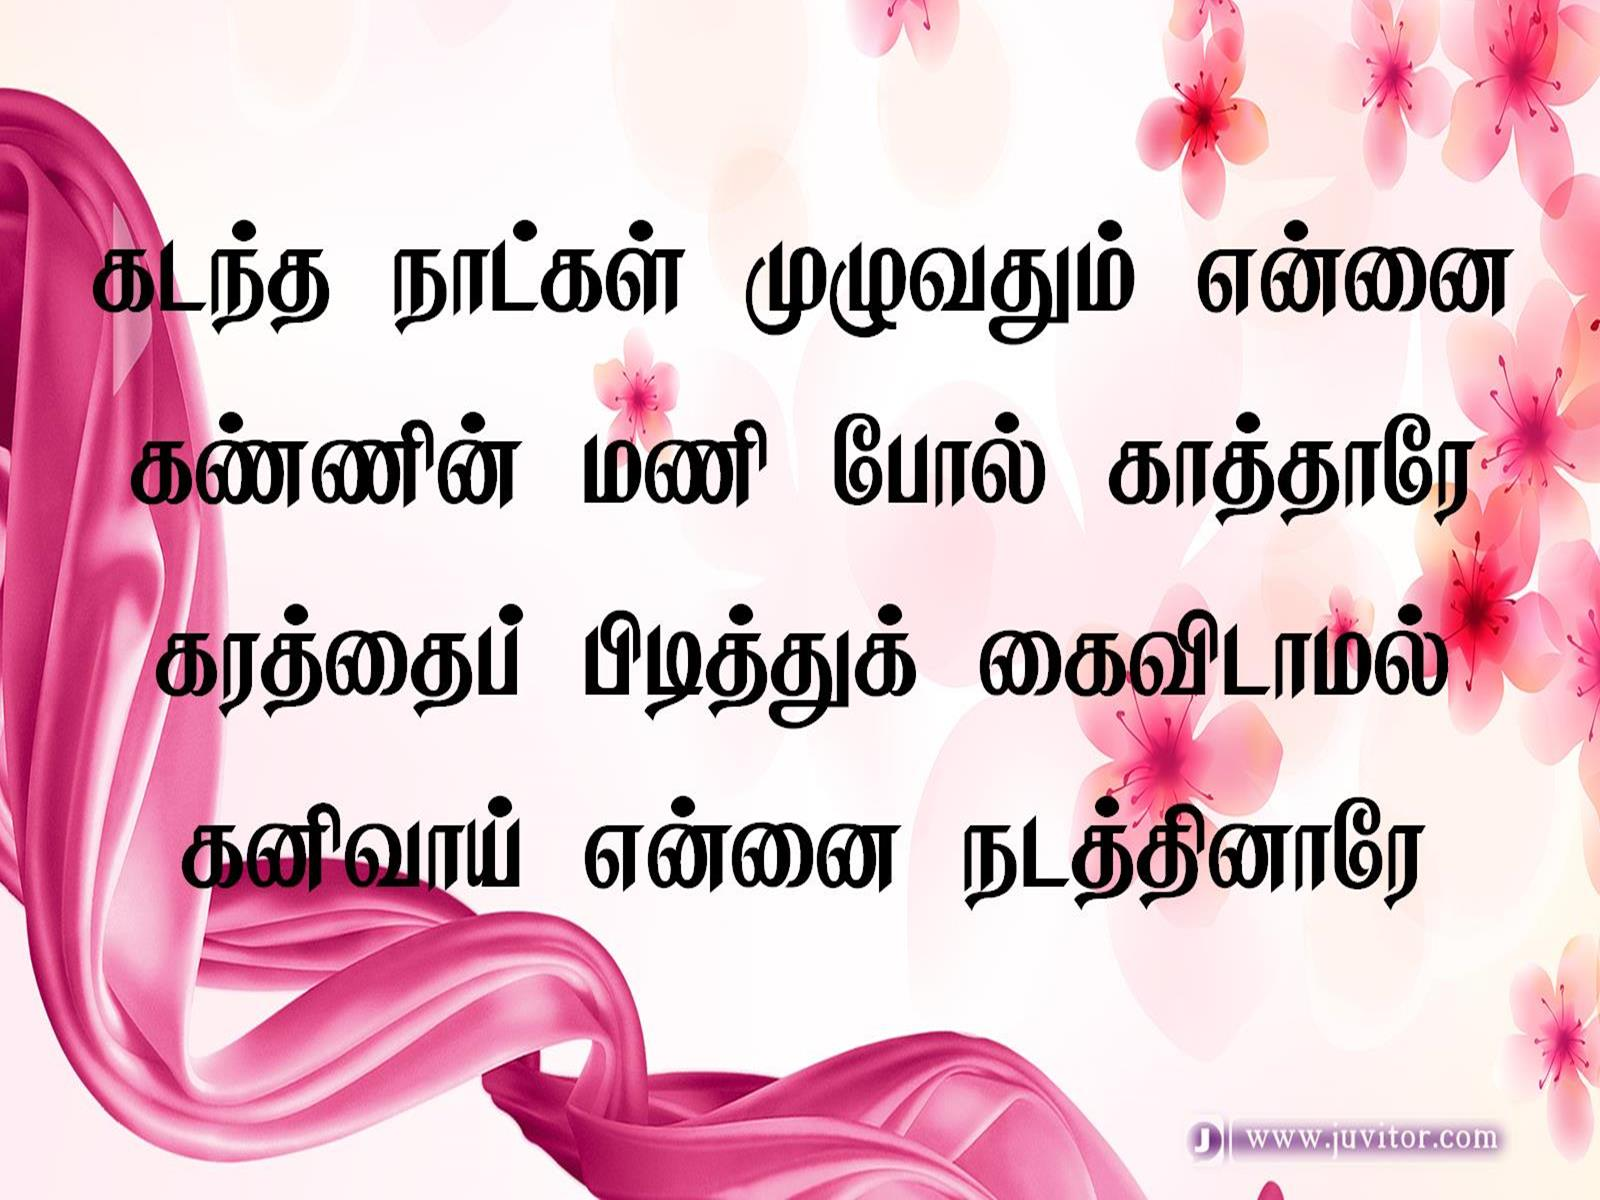 கடந்த நாட்கள் முழுவதும் என்னை
கண்ணின் மணி போல் காத்தாரே
கரத்தைப் பிடித்துக் கைவிடாமல்
கனிவாய் என்னை நடத்தினாரே
J www.juvitor.com